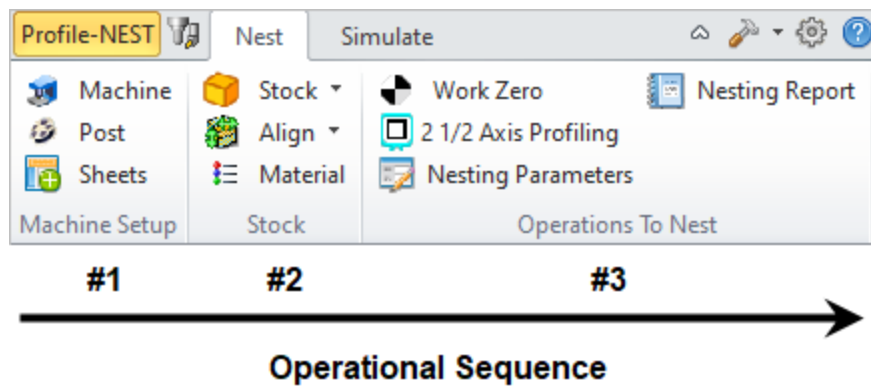 Profile-NEST Nest Simulate
Machine Stock Work Zero Nesting Report
Post Align 2 1/2 Axis Profiling
Sheets Material Nesting Parameters
Machine Setup Stock Operations To Nest
#1 #2 #3
Operational Sequence